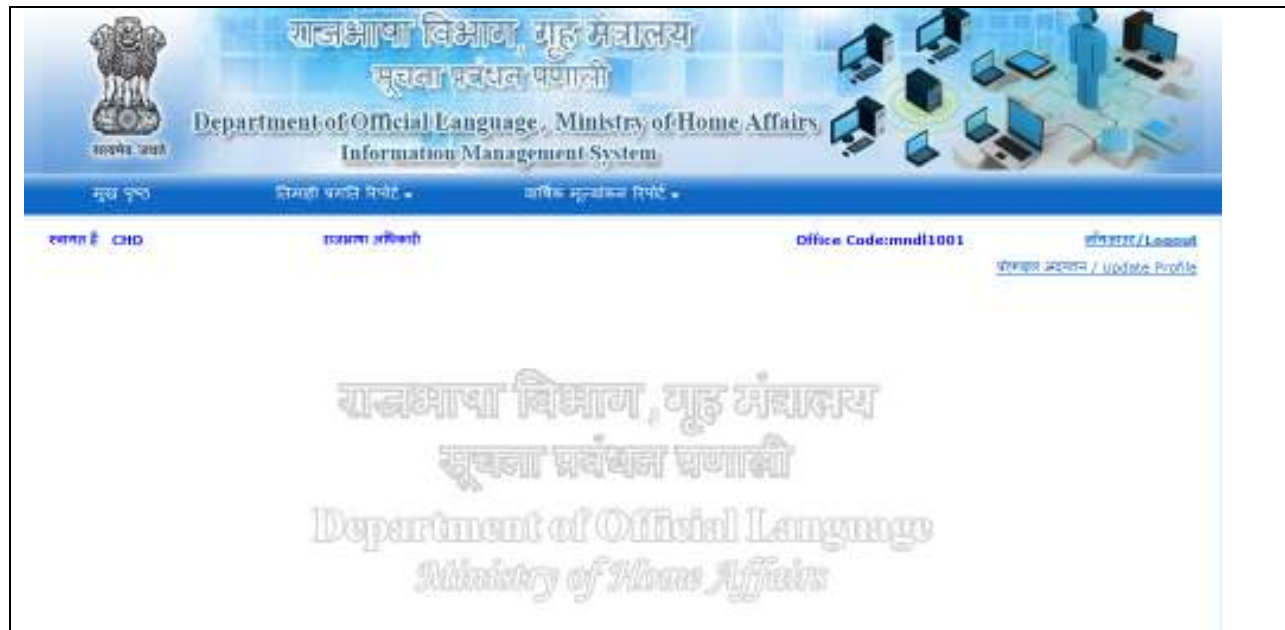 राजभाषा विभाग, गृह मंत्रालय
सूचना प्रबंधन प्रणाली
Department of Official Language, Ministry of Home Affairs
Information Management System
सत्यमेव जयते
मुख पृष्ठ तिमाही प्रगति रिपोर्ट वार्षिक मूल्यांकन रिपोर्ट
स्वागत है CHD राजभाषा अधिकारी Office Code:mndl1001 लॉगआउट/Logout
प्रोफाइल अद्यतन / Update Profile
राजभाषा विभाग ,गृह मंत्रालय
सूचना प्रबंधन प्रणाली
Department of Official Language
Ministry of Home Affairs